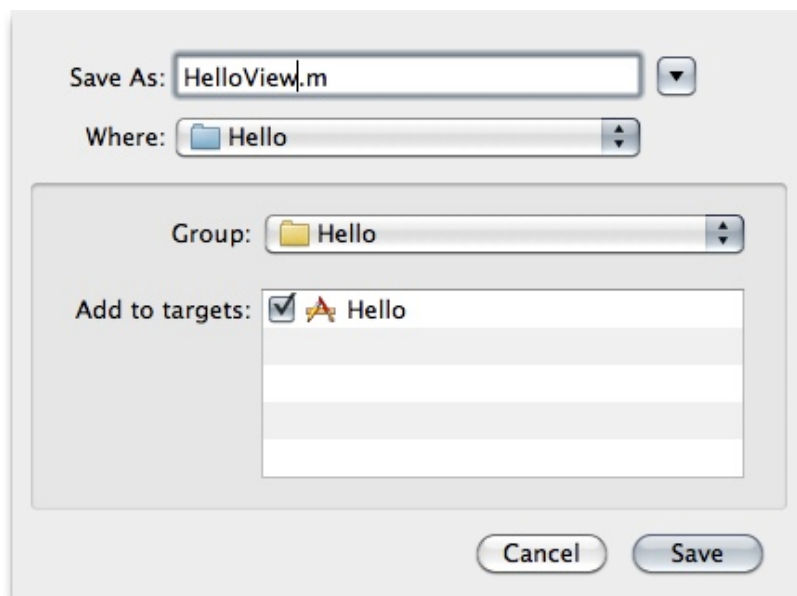 Save As: HelloView.m
Where: Hello
Group: Hello
Add to targets: Hello
Cancel Save